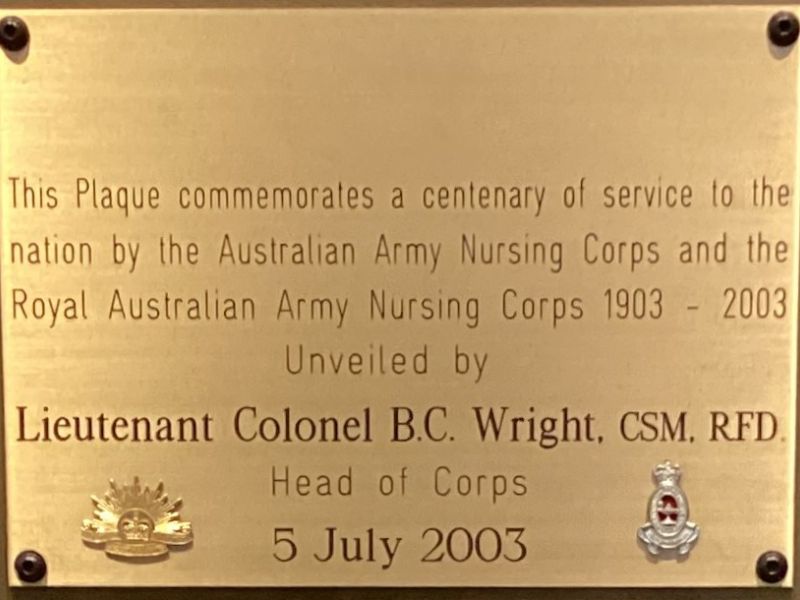 This Plaque commemorates a centenary of service to the
nation by the Australian Army Nursing Corps and the
Royal Australian Army Nursing Corps 1903 - 2003
Unveiled by
Lieutenant Colonel B.C. Wright, CSM, RFD.
Head of Corps
5 July 2003